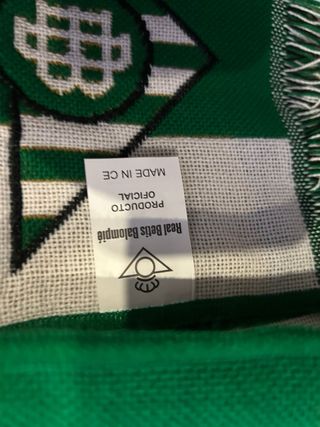 Real Betis Balompié
PRODUCTO
OFICIAL
MADE IN CE